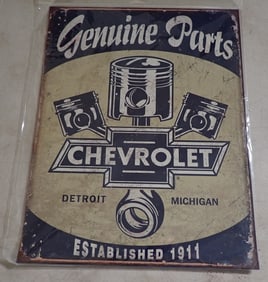 Genuine Parts
CHEVROLET
DETROIT MICHIGAN
ESTABLISHED 1911